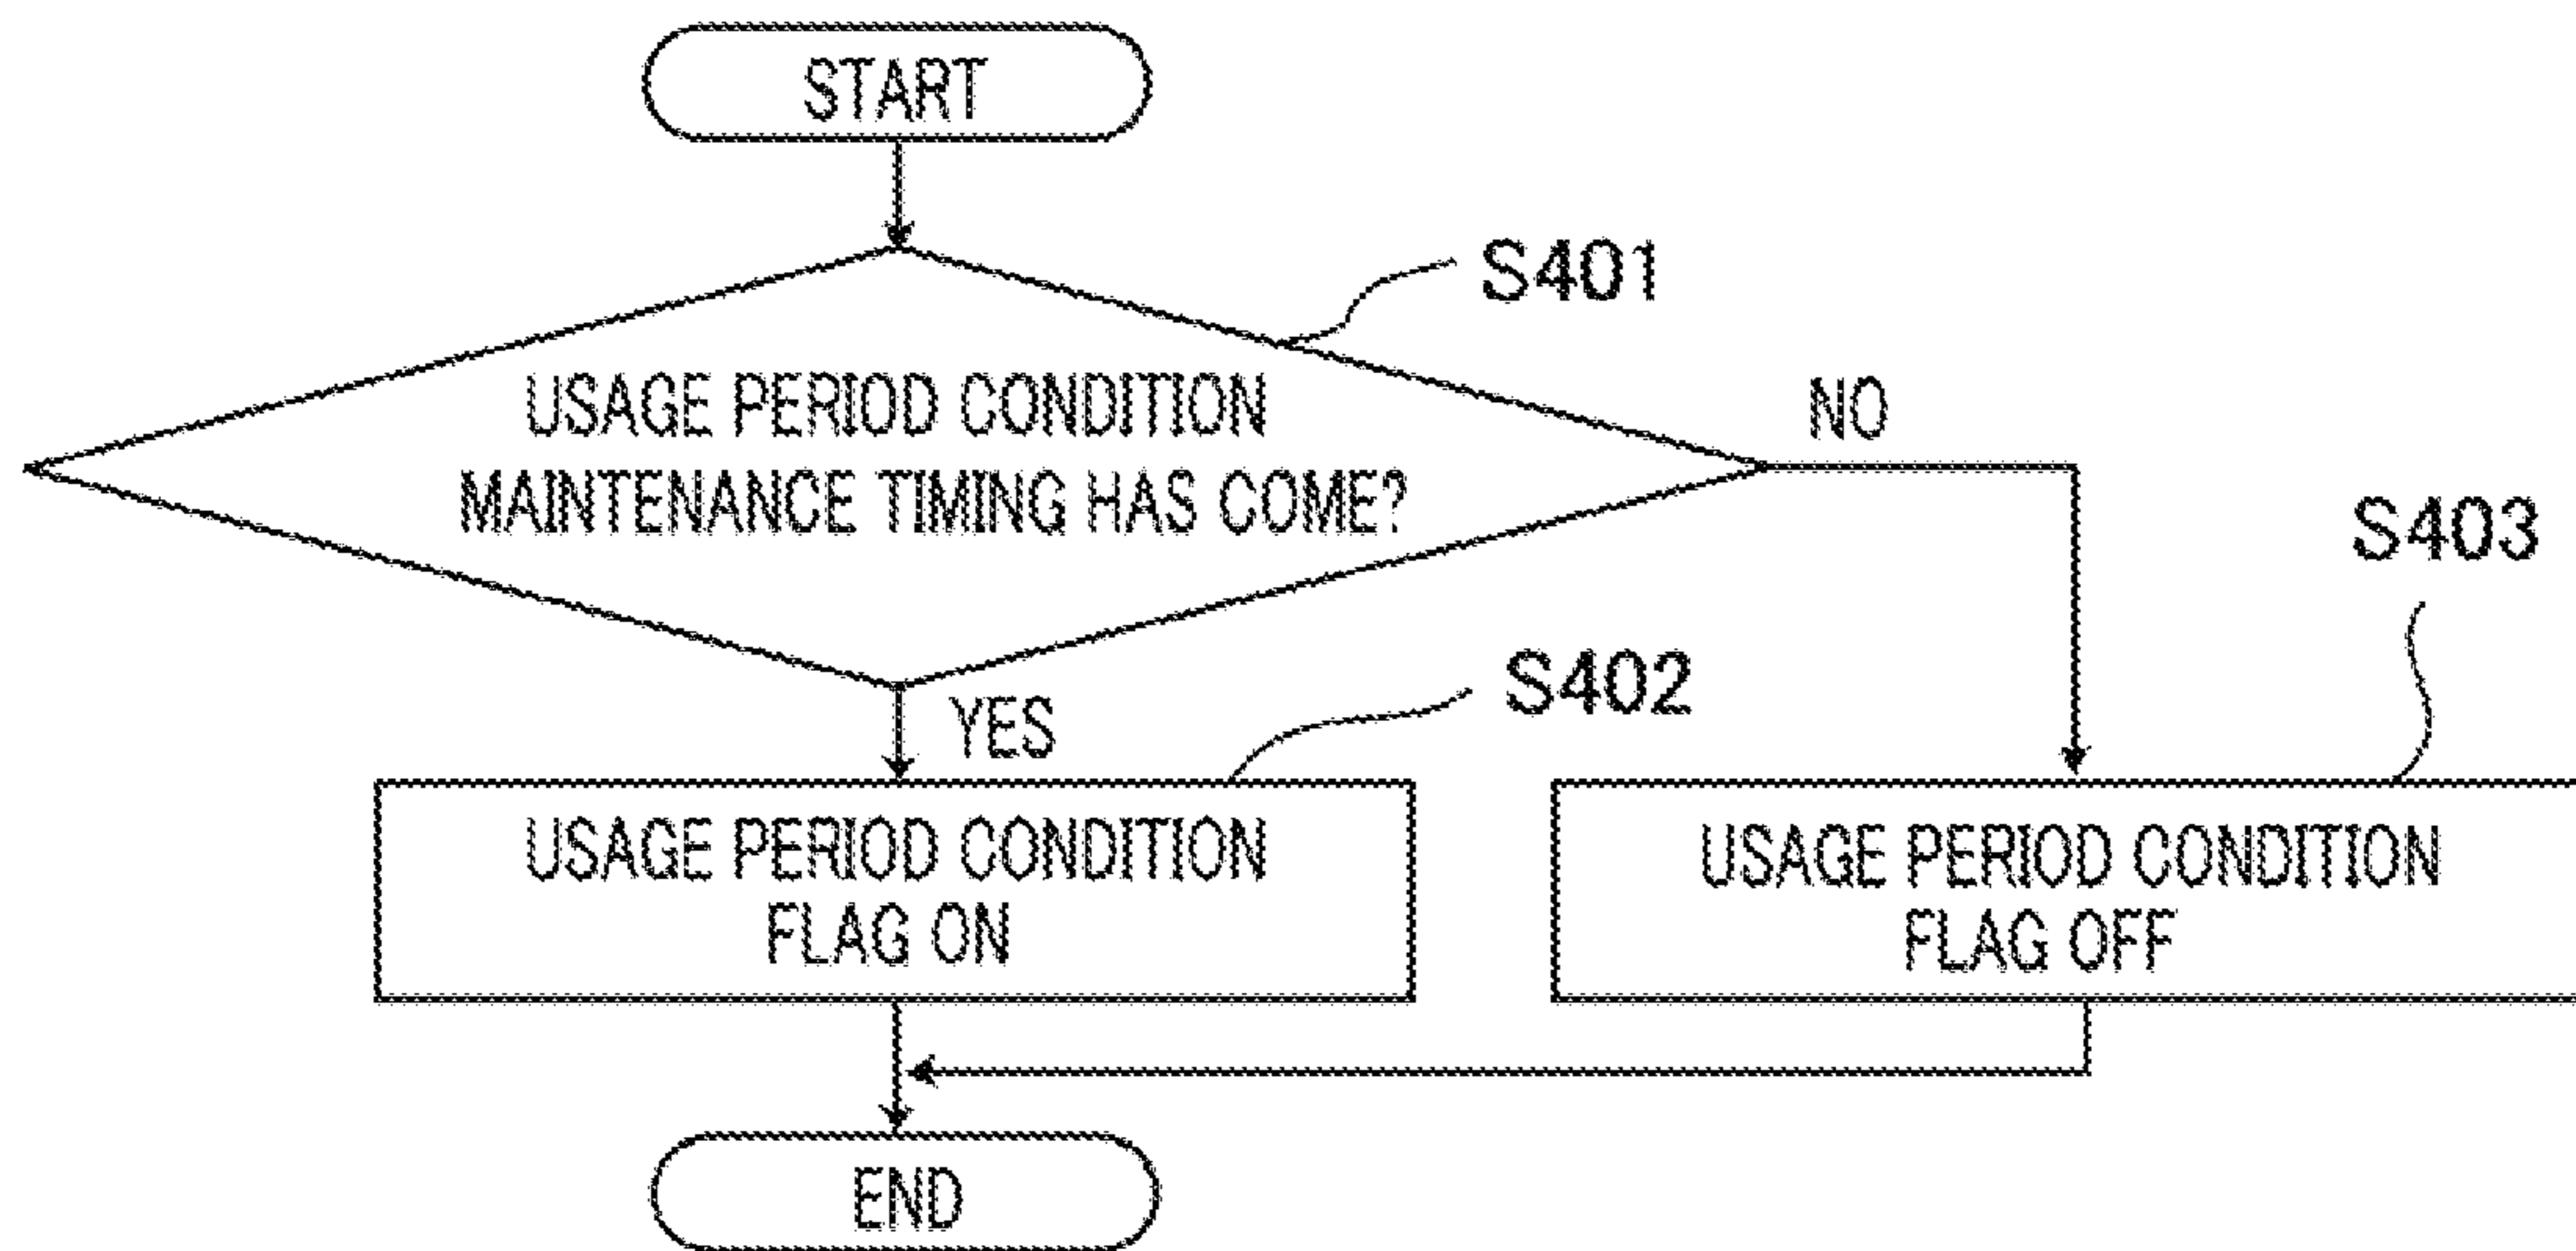 START
S401
USAGE PERIOD CONDITION
MAINTENANCE TIMING HAS COME?
NO
S403
YES
S402
USAGE PERIOD CONDITION
FLAG ON
USAGE PERIOD CONDITION
FLAG OFF
END